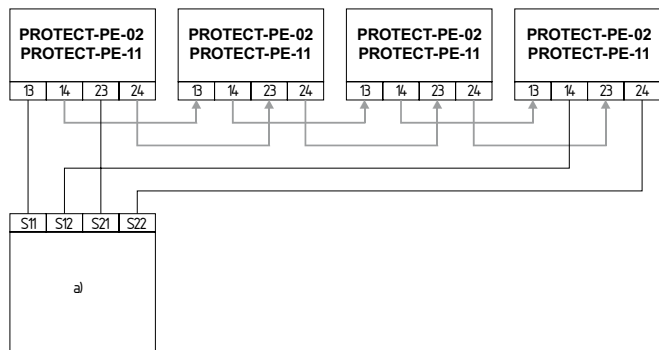 PROTECT-PE-02 PROTECT-PE-02 PROTECT-PE-02 PROTECT-PE-02
PROTECT-PE-11 PROTECT-PE-11 PROTECT-PE-11 PROTECT-PE-11
13 14 23 24 13 14 23 24 13 14 23 24 13 14 23 24
S11 S12 S21 S22
a)